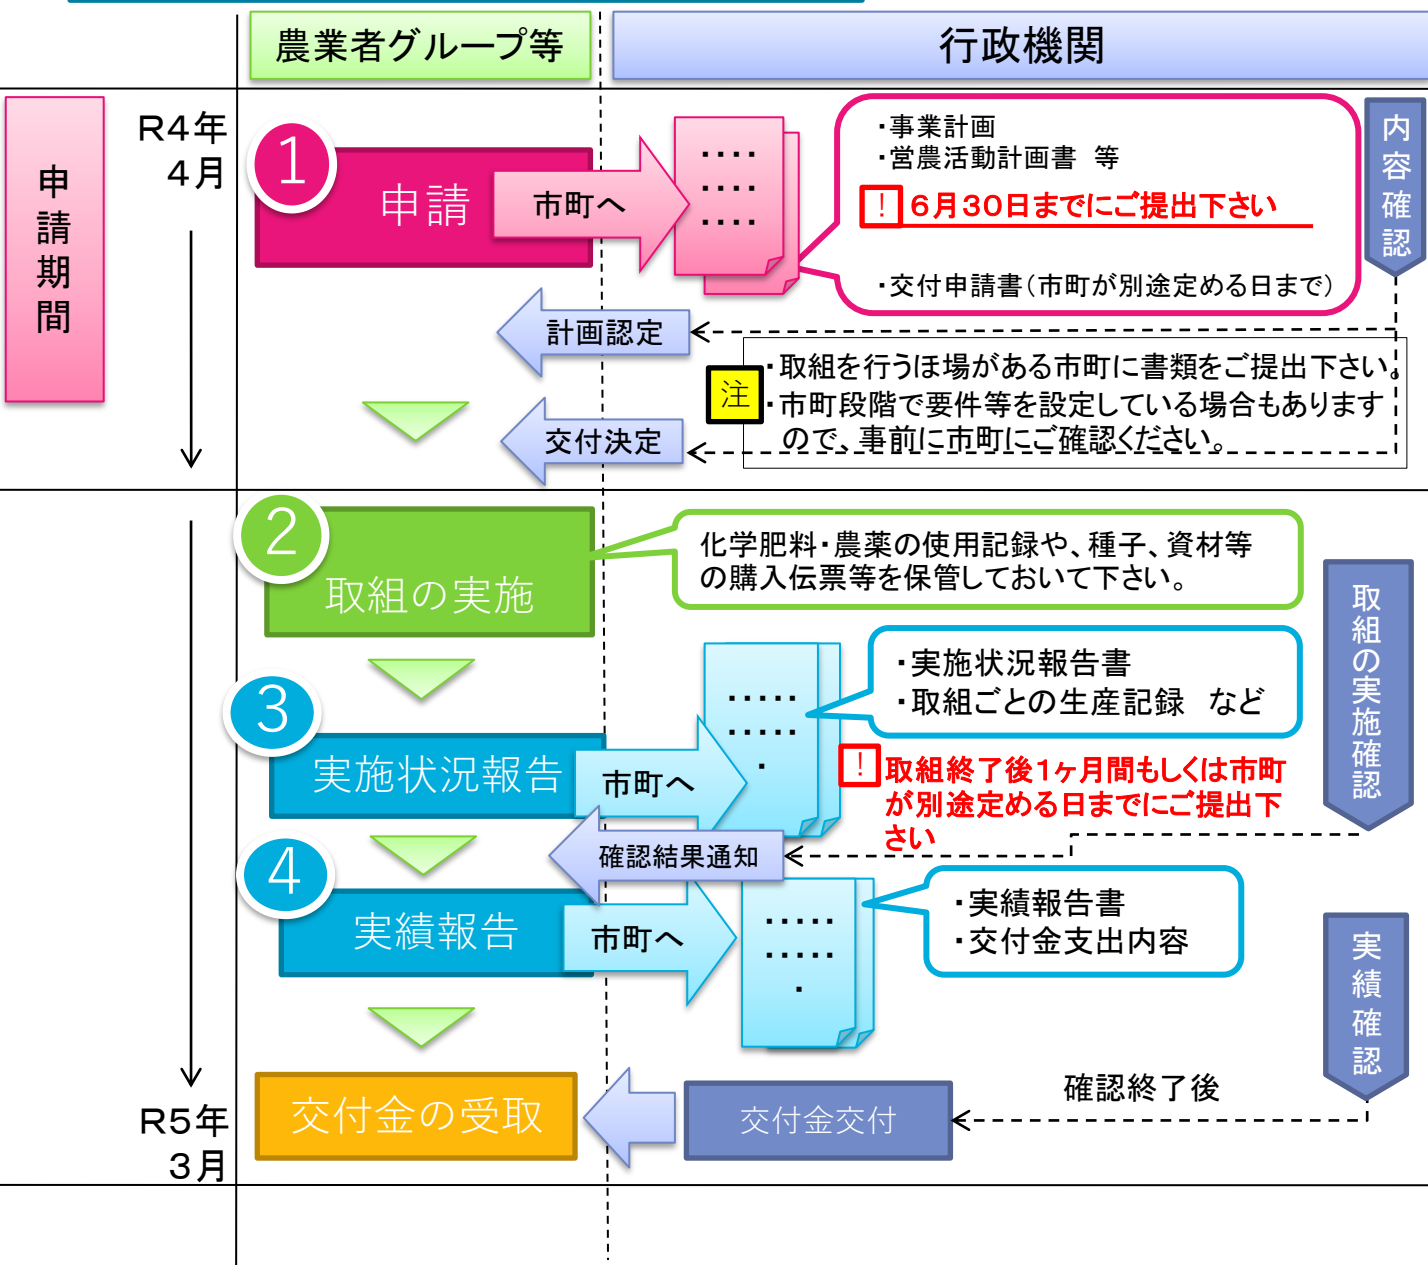 農業者グループ等
行政機関
申請期間
R4年
4月
1
申請
市町へ
・・・・
・・・・
・・・・
・事業計画
・営農活動計画書　等
！ 6月30日までにご提出下さい
・交付申請書（市町が別途定める日まで）
内容確認
計画認定
注
・取組を行うほ場がある市町に書類をご提出下さい。
・市町段階で要件等を設定している場合もあります
ので、事前に市町にご確認ください。
交付決定
2
取組の実施
化学肥料・農薬の使用記録や、種子、資材等
の購入伝票等を保管しておいて下さい。
取組の実施確認
3
実施状況報告
市町へ
・・・・・
・・・・・
・
・実施状況報告書
・取組ごとの生産記録　など
！ 取組終了後1ヶ月間もしくは市町
が別途定める日までにご提出下
さい
確認結果通知
4
実績報告
市町へ
・・・・・
・・・・・
・
・実績報告書
・交付金支出内容
実績確認
R5年
3月
交付金の受取
交付金交付
確認終了後